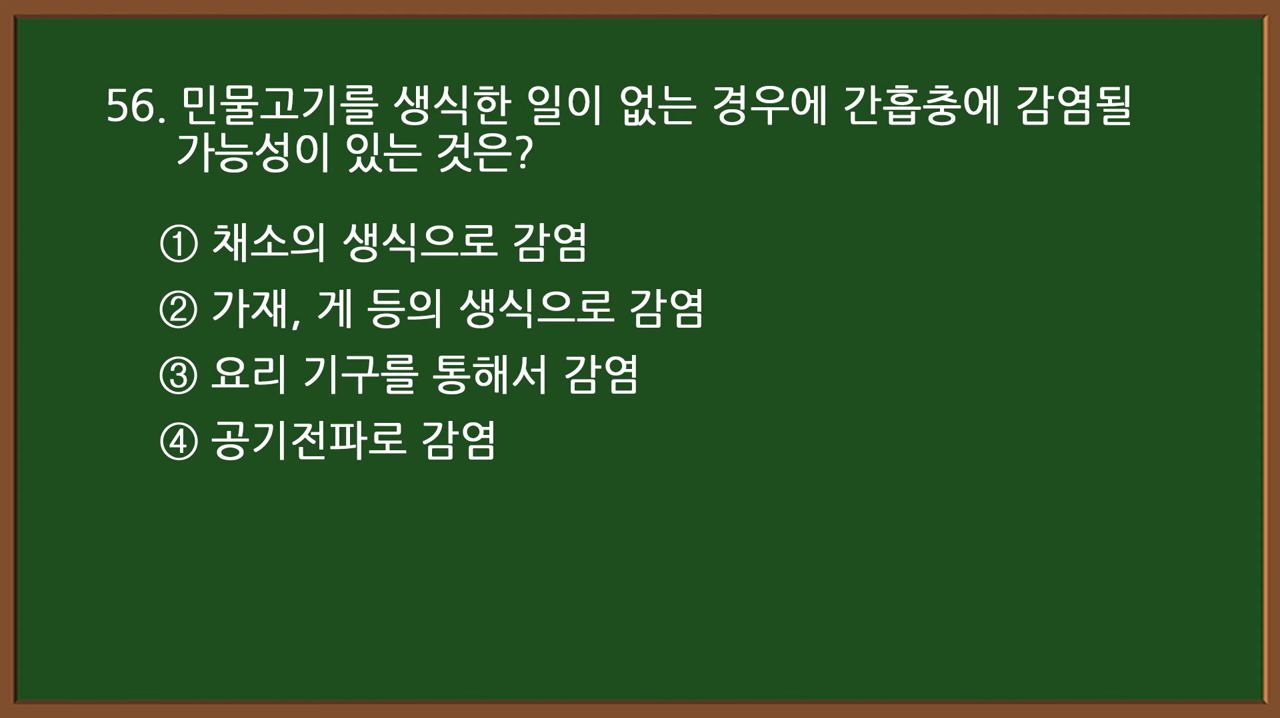 56. 민물고기를 생식한 일이 없는 경우에 간흡충에 감염될
가능성이 있는 것은?
① 채소의 생식으로 감염
② 가재, 게 등의 생식으로 감염
③ 요리 기구를 통해서 감염
④ 공기전파로 감염